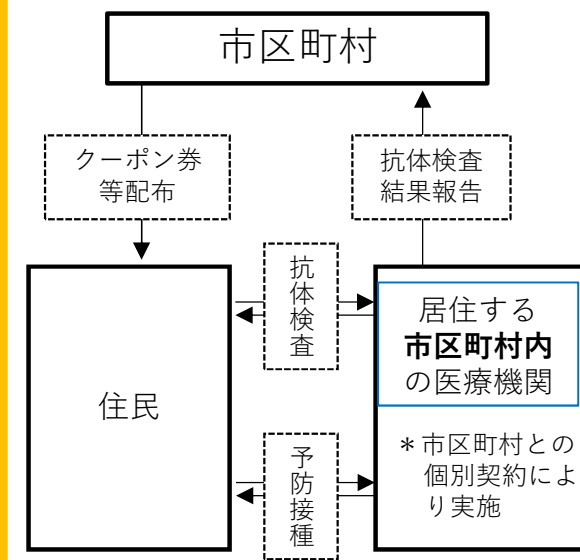 市区町村
クーポン券
等配布
抗体検査
結果報告
抗体検査
住民
居住する
市区町村内
の医療機関
＊市区町村との
個別契約によ
り実施
予防接種